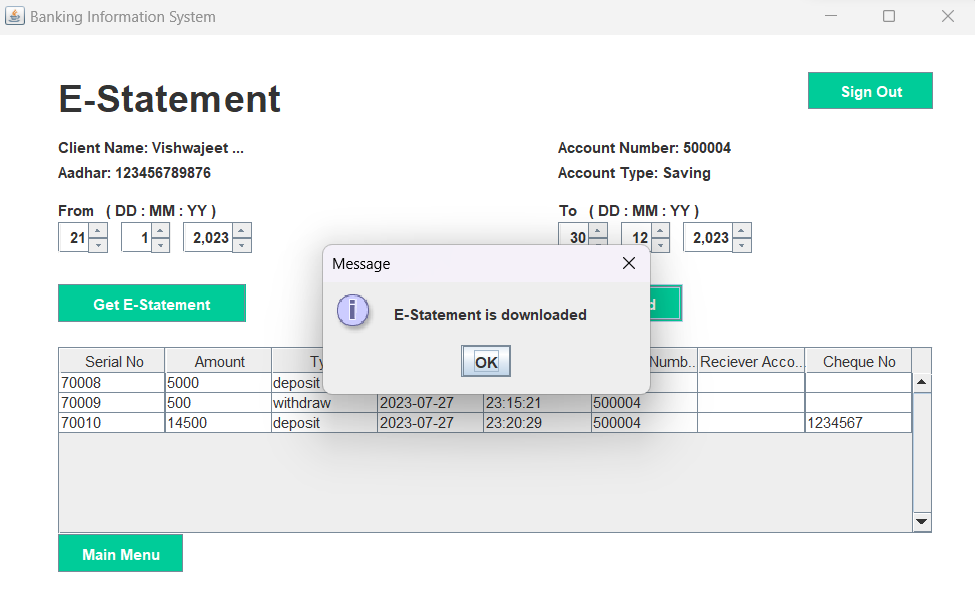 Banking Information System
E-Statement
Sign Out
Client Name: Vishwajeet ...
Account Number: 500004
Aadhar: 123456789876
Account Type: Saving
From ( DD : MM : YY )
To ( DD : MM : YY )
21 1 2,023
30 12 2,023
Message
Get E-Statement
E-Statement is downloaded
OK
Serial No Amount Numb.. Reciever Acco... Cheque No
70008 5000 deposit
70009 500 withdraw 2023-07-27 23:15:21 500004
70010 14500 deposit 2023-07-27 23:20:29 500004 1234567
Main Menu